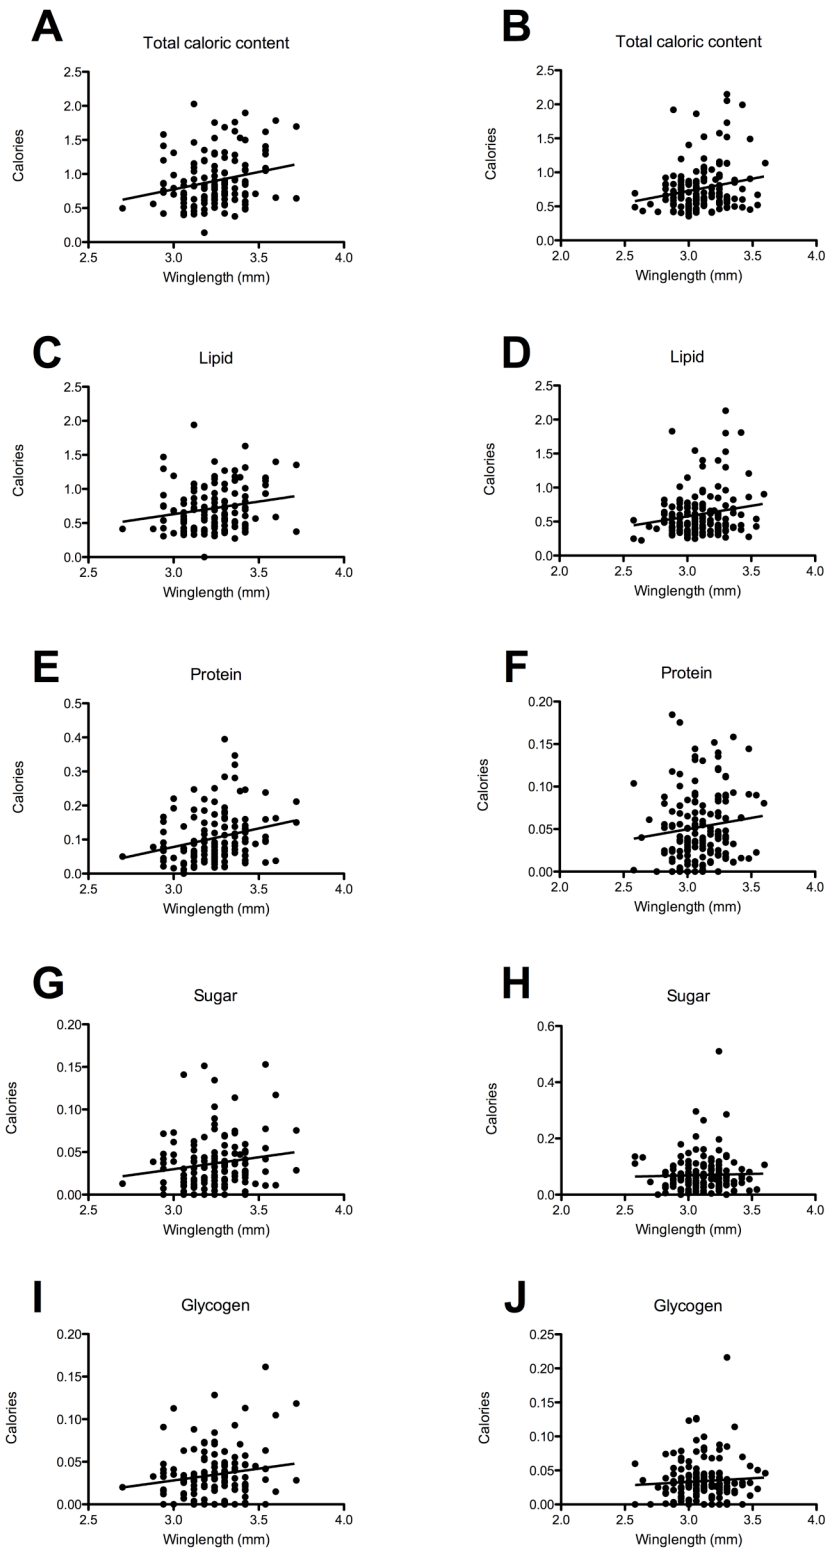 A
Total caloric content
Calories
2.5
2.0
1.5
1.0
0.5
0.0
2.5 3.0 3.5 4.0
Winglength (mm)
B
Total caloric content
Calories
2.5
2.0
1.5
1.0
0.5
0.0
2.0 2.5 3.0 3.5 4.0
Winglength (mm)
C
Lipid
Calories
2.5
2.0
1.5
1.0
0.5
0.0
2.5 3.0 3.5 4.0
Winglength (mm)
D
Lipid
Calories
2.5
2.0
1.5
1.0
0.5
0.0
2.0 2.5 3.0 3.5 4.0
Winglength (mm)
E
Protein
Calories
0.5
0.4
0.3
0.2
0.1
0.0
2.5 3.0 3.5 4.0
Winglength (mm)
F
Protein
Calories
0.20
0.15
0.10
0.05
0.00
2.0 2.5 3.0 3.5 4.0
Winglength (mm)
G
Sugar
Calories
0.20
0.15
0.10
0.05
0.00
2.5 3.0 3.5 4.0
Winglength (mm)
H
Sugar
Calories
0.6
0.4
0.2
0.0
2.0 2.5 3.0 3.5 4.0
Winglength (mm)
I
Glycogen
Calories
0.20
0.15
0.10
0.05
0.00
2.5 3.0 3.5 4.0
Winglength (mm)
J
Glycogen
Calories
0.25
0.20
0.15
0.10
0.05
0.00
2.0 2.5 3.0 3.5 4.0
Winglength (mm)